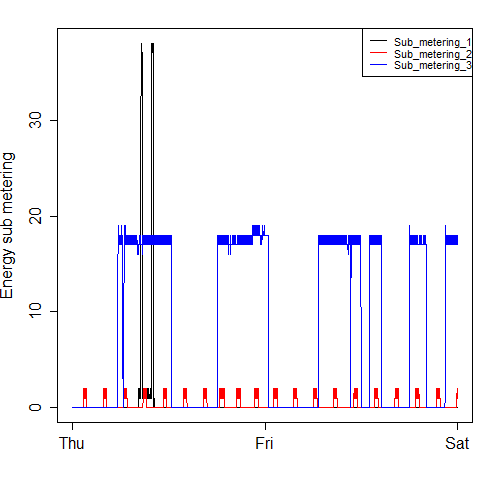 Sub_metering_1
Sub_metering_2
Sub_metering_3
Energy sub metering
30
20
10
0
Thu Fri Sat